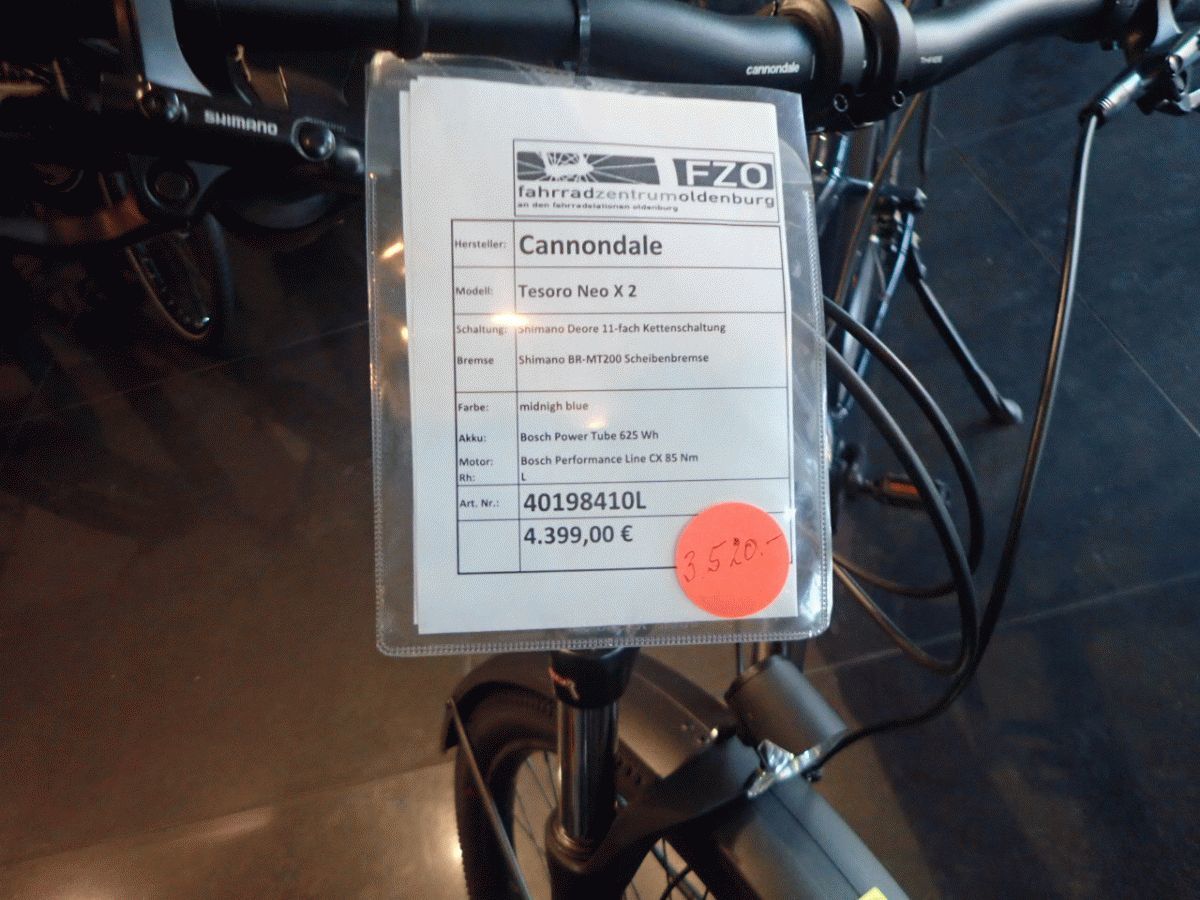 cannondale
SHIMANO
FZO
fahrradzentrumoldenburg
an den fahrradstationen oldenburg
Hersteller: Cannondale
Modell: Tesoro Neo X 2
Schaltung: Shimano Deore 11-fach Kettenschaltung
Bremse Shimano BR-MT200 Scheibenbremse
Farbe: midnigh blue
Akku: Bosch Power Tube 625 Wh
Motor: Bosch Performance Line CX 85 Nm
Rh: L
Art. Nr.: 40198410L
4.399,00 €
3.520.-